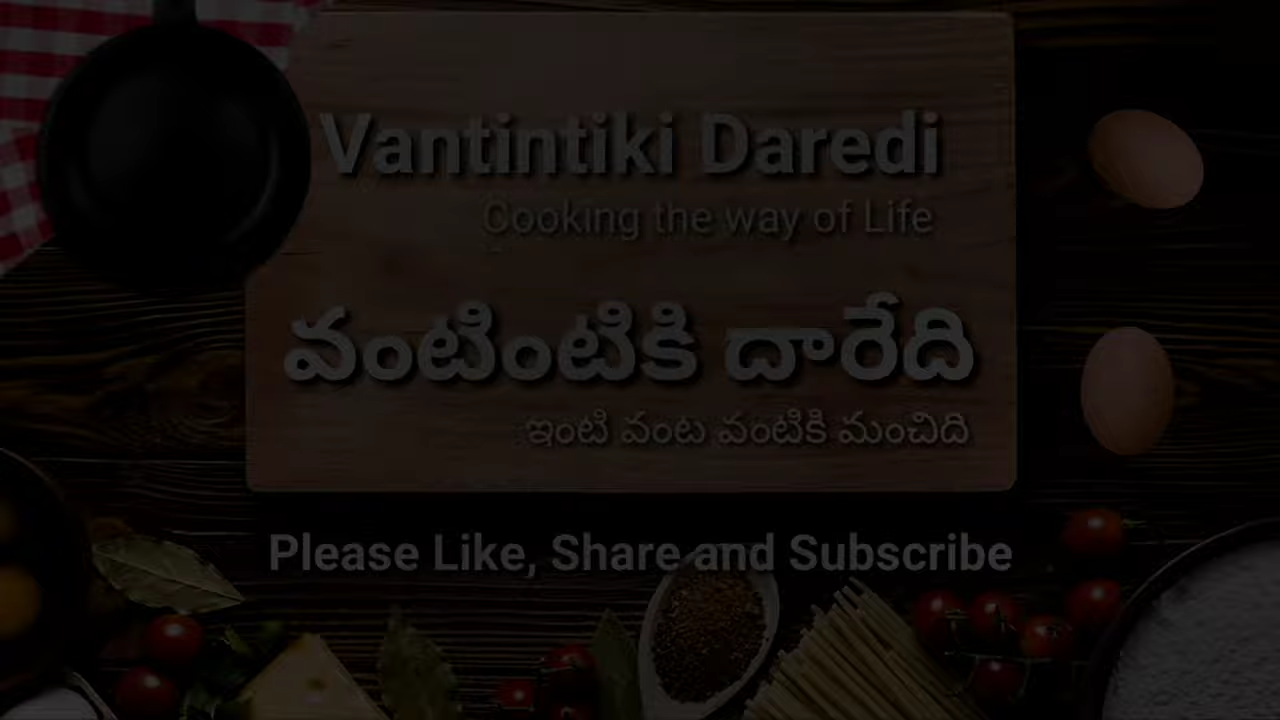 Vantintiki Daredi
Cooking the way of Life
వంటింటికి దారేది
ఇంటి వంట వంటికి మంచిది
Please Like, Share and Subscribe